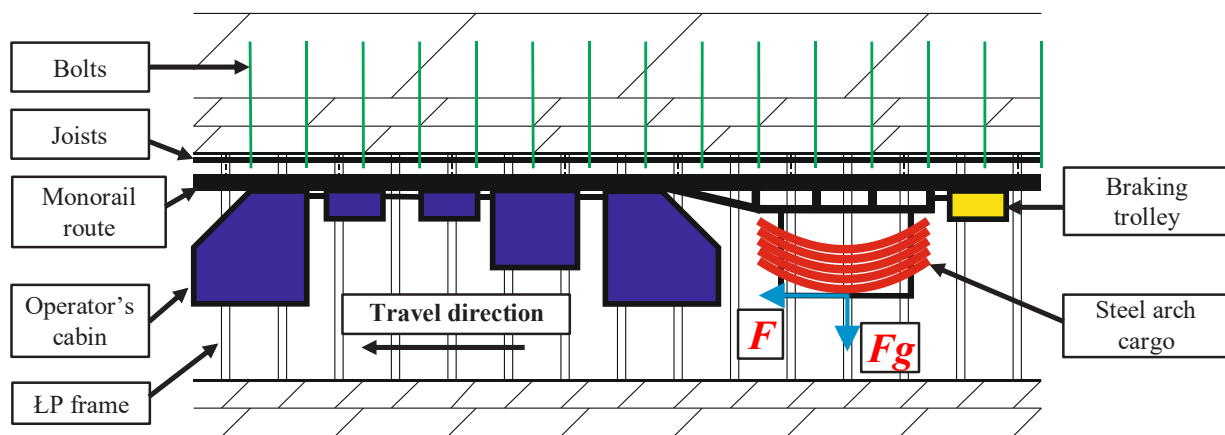 Bolts
Joists
Monorail
route
Operator’s
cabin
ŁP frame
Travel direction
F
Fg
Braking
trolley
Steel arch
cargo